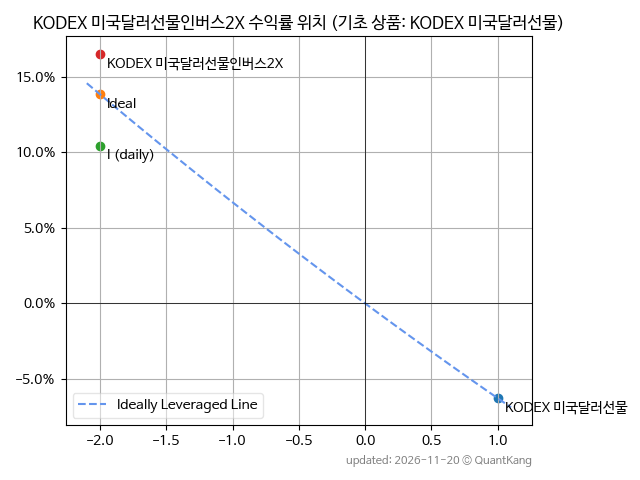 KODEX 미국달러선물인버스2X 수익률 위치 (기초 상품: KODEX 미국달러선물)
KODEX 미국달러선물인버스2X
15.0%
Ideal
10.0%
I (daily)
5.0%
0.0%
−5.0%
Ideally Leveraged Line
KODEX 미국달러선물
−2.0 −1.5 −1.0 −0.5 0.0 0.5 1.0
updated: 2026-11-20 © QuantKang